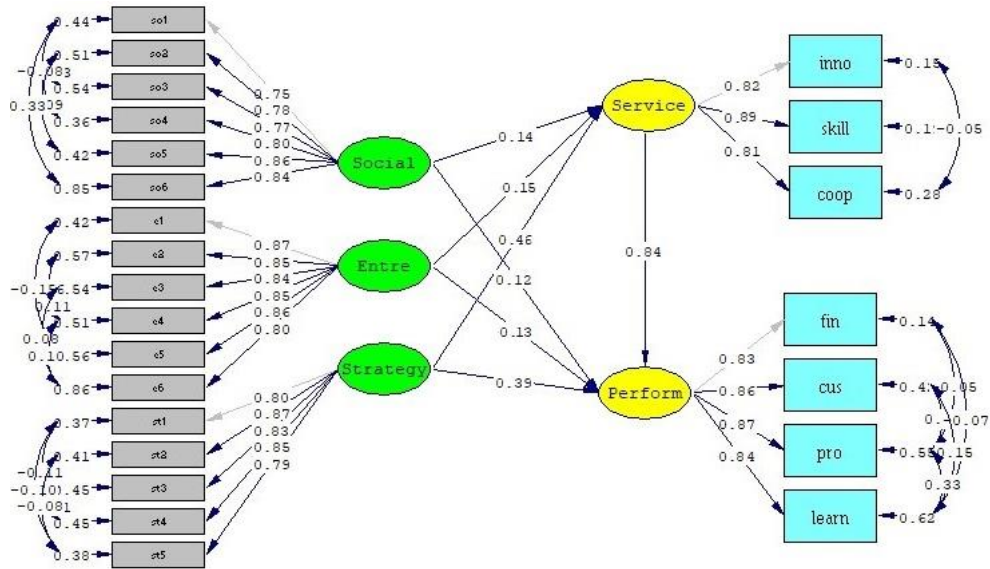 0.44 so1
0.51 so2
0.54 so3
0.36 so4
0.42 so5
0.85 so6
0.42 e1
0.57 e2
0.54 e3
0.51 e4
0.56 e5
0.86 e6
0.37 st1
0.41 st2
0.45 st3
0.45 st4
0.38 st5
0.75
0.78
0.77
0.80
0.86
0.84
0.87
0.85
0.84
0.85
0.86
0.80
0.80
0.87
0.83
0.85
0.79
Social
Entre
Strategy
0.14
0.15
0.46
0.12
0.13
0.39
Service
0.84
Perform
0.82
0.89
0.81
0.83
0.86
0.87
0.84
inno
skill
coop 0.28
-0.05
fin 0.14
cus
pro
learn 0.62
-0.07
0.15
0.33